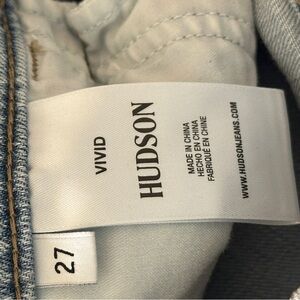 VIVID
HUDSON
MADE IN CHINA
HECHO EN CHINA
FABRIQUÉ EN CHINE
WWW.HUDSONJEANS.COM
27